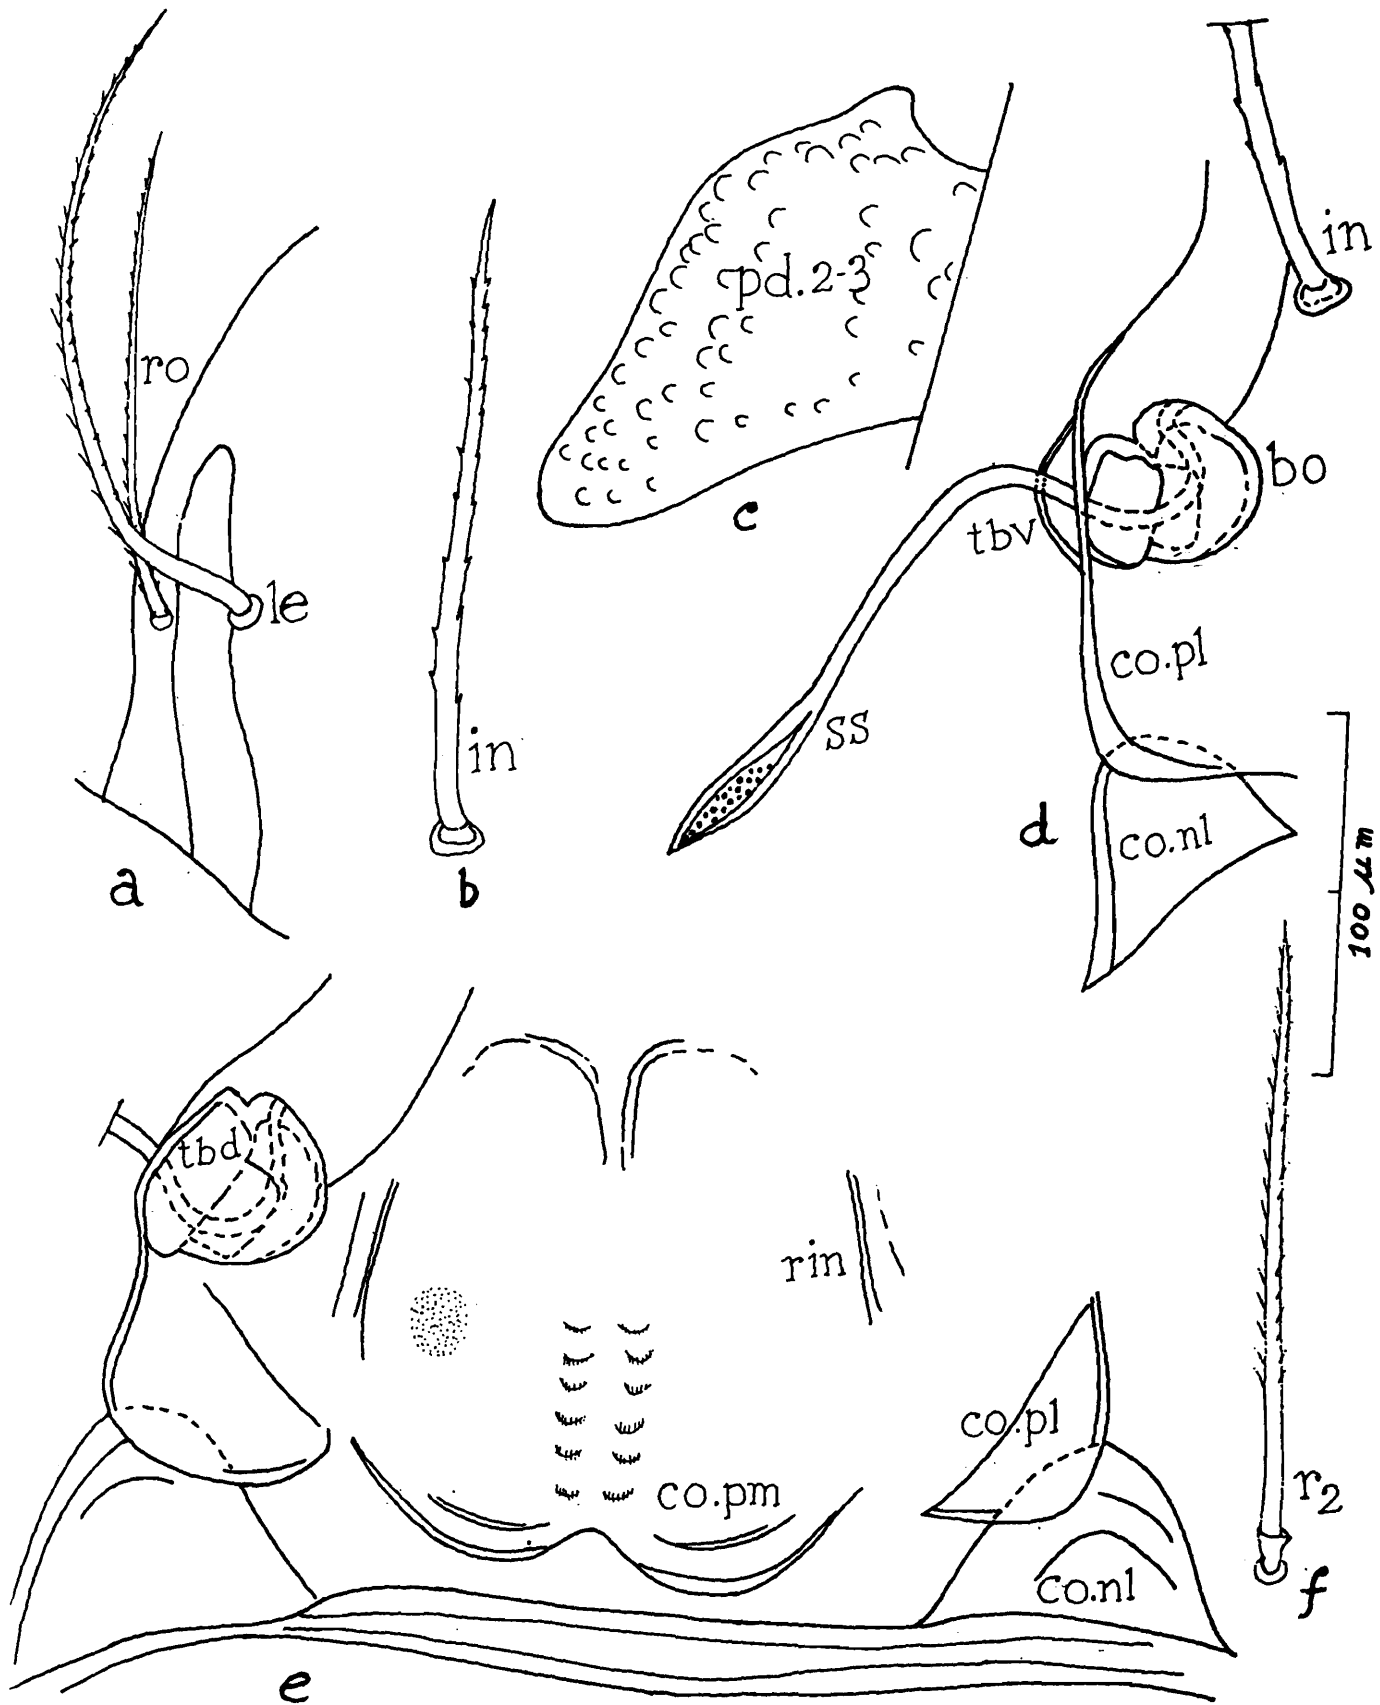 ro
le
a
in
b
pd.2-3
c
in
bo
tbv
co.pl
ss
d
co.nl
100 μm
tbd
rin
co.pm
co.pl
co.nl
e
r2
f